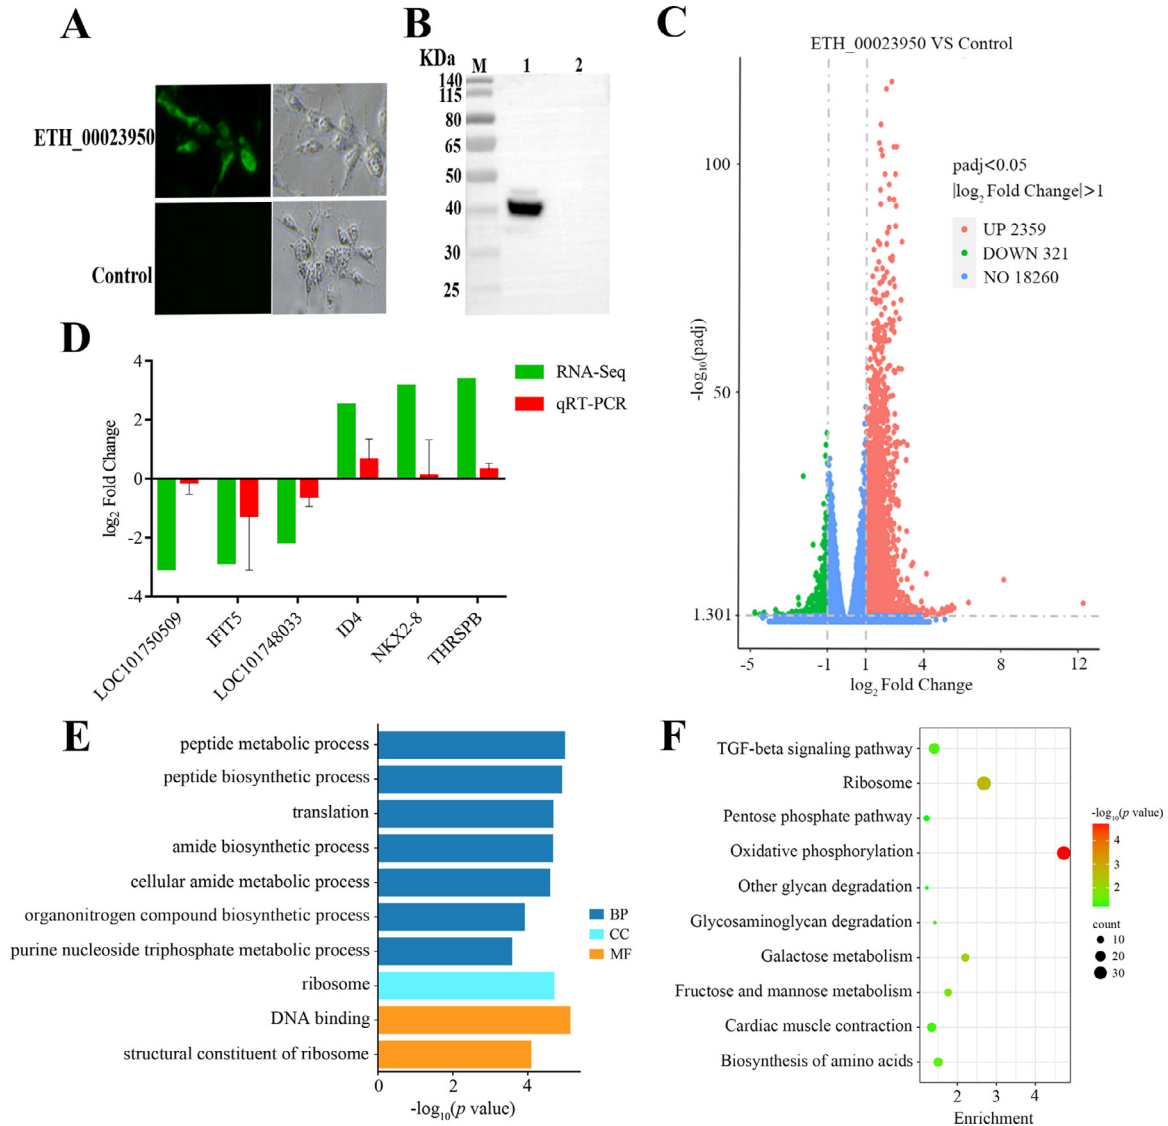 A
ETH_00023950
Control
B
KDa
M
1
2
140
115
80
65
50
40
30
25
C
ETH_00023950 VS Control
padj<0.05
|log2 Fold Change|>1
UP 2359
DOWN 321
NO 18260
-log10(padj)
100
50
1.301
-5
-1
1
4
8
12
log2 Fold Change
D
RNA-Seq
qRT-PCR
log2 Fold Change
4
2
0
-2
-4
LOC101750509
IFIT5
LOC101748033
ID4
NKX2-8
THRSPB
E
peptide metabolic process
peptide biosynthetic process
translation
amide biosynthetic process
cellular amide metabolic process
organonitrogen compound biosynthetic process
purine nucleoside triphosphate metabolic process
ribosome
DNA binding
structural constituent of ribosome
BP
CC
MF
0
2
4
-log10(p value)
F
TGF-beta signaling pathway
Ribosome
Pentose phosphate pathway
Oxidative phosphorylation
Other glycan degradation
Glycosaminoglycan degradation
Galactose metabolism
Fructose and mannose metabolism
Cardiac muscle contraction
Biosynthesis of amino acids
2
3
4
Enrichment
-log10(p value)
4
3
2
count
10
20
30